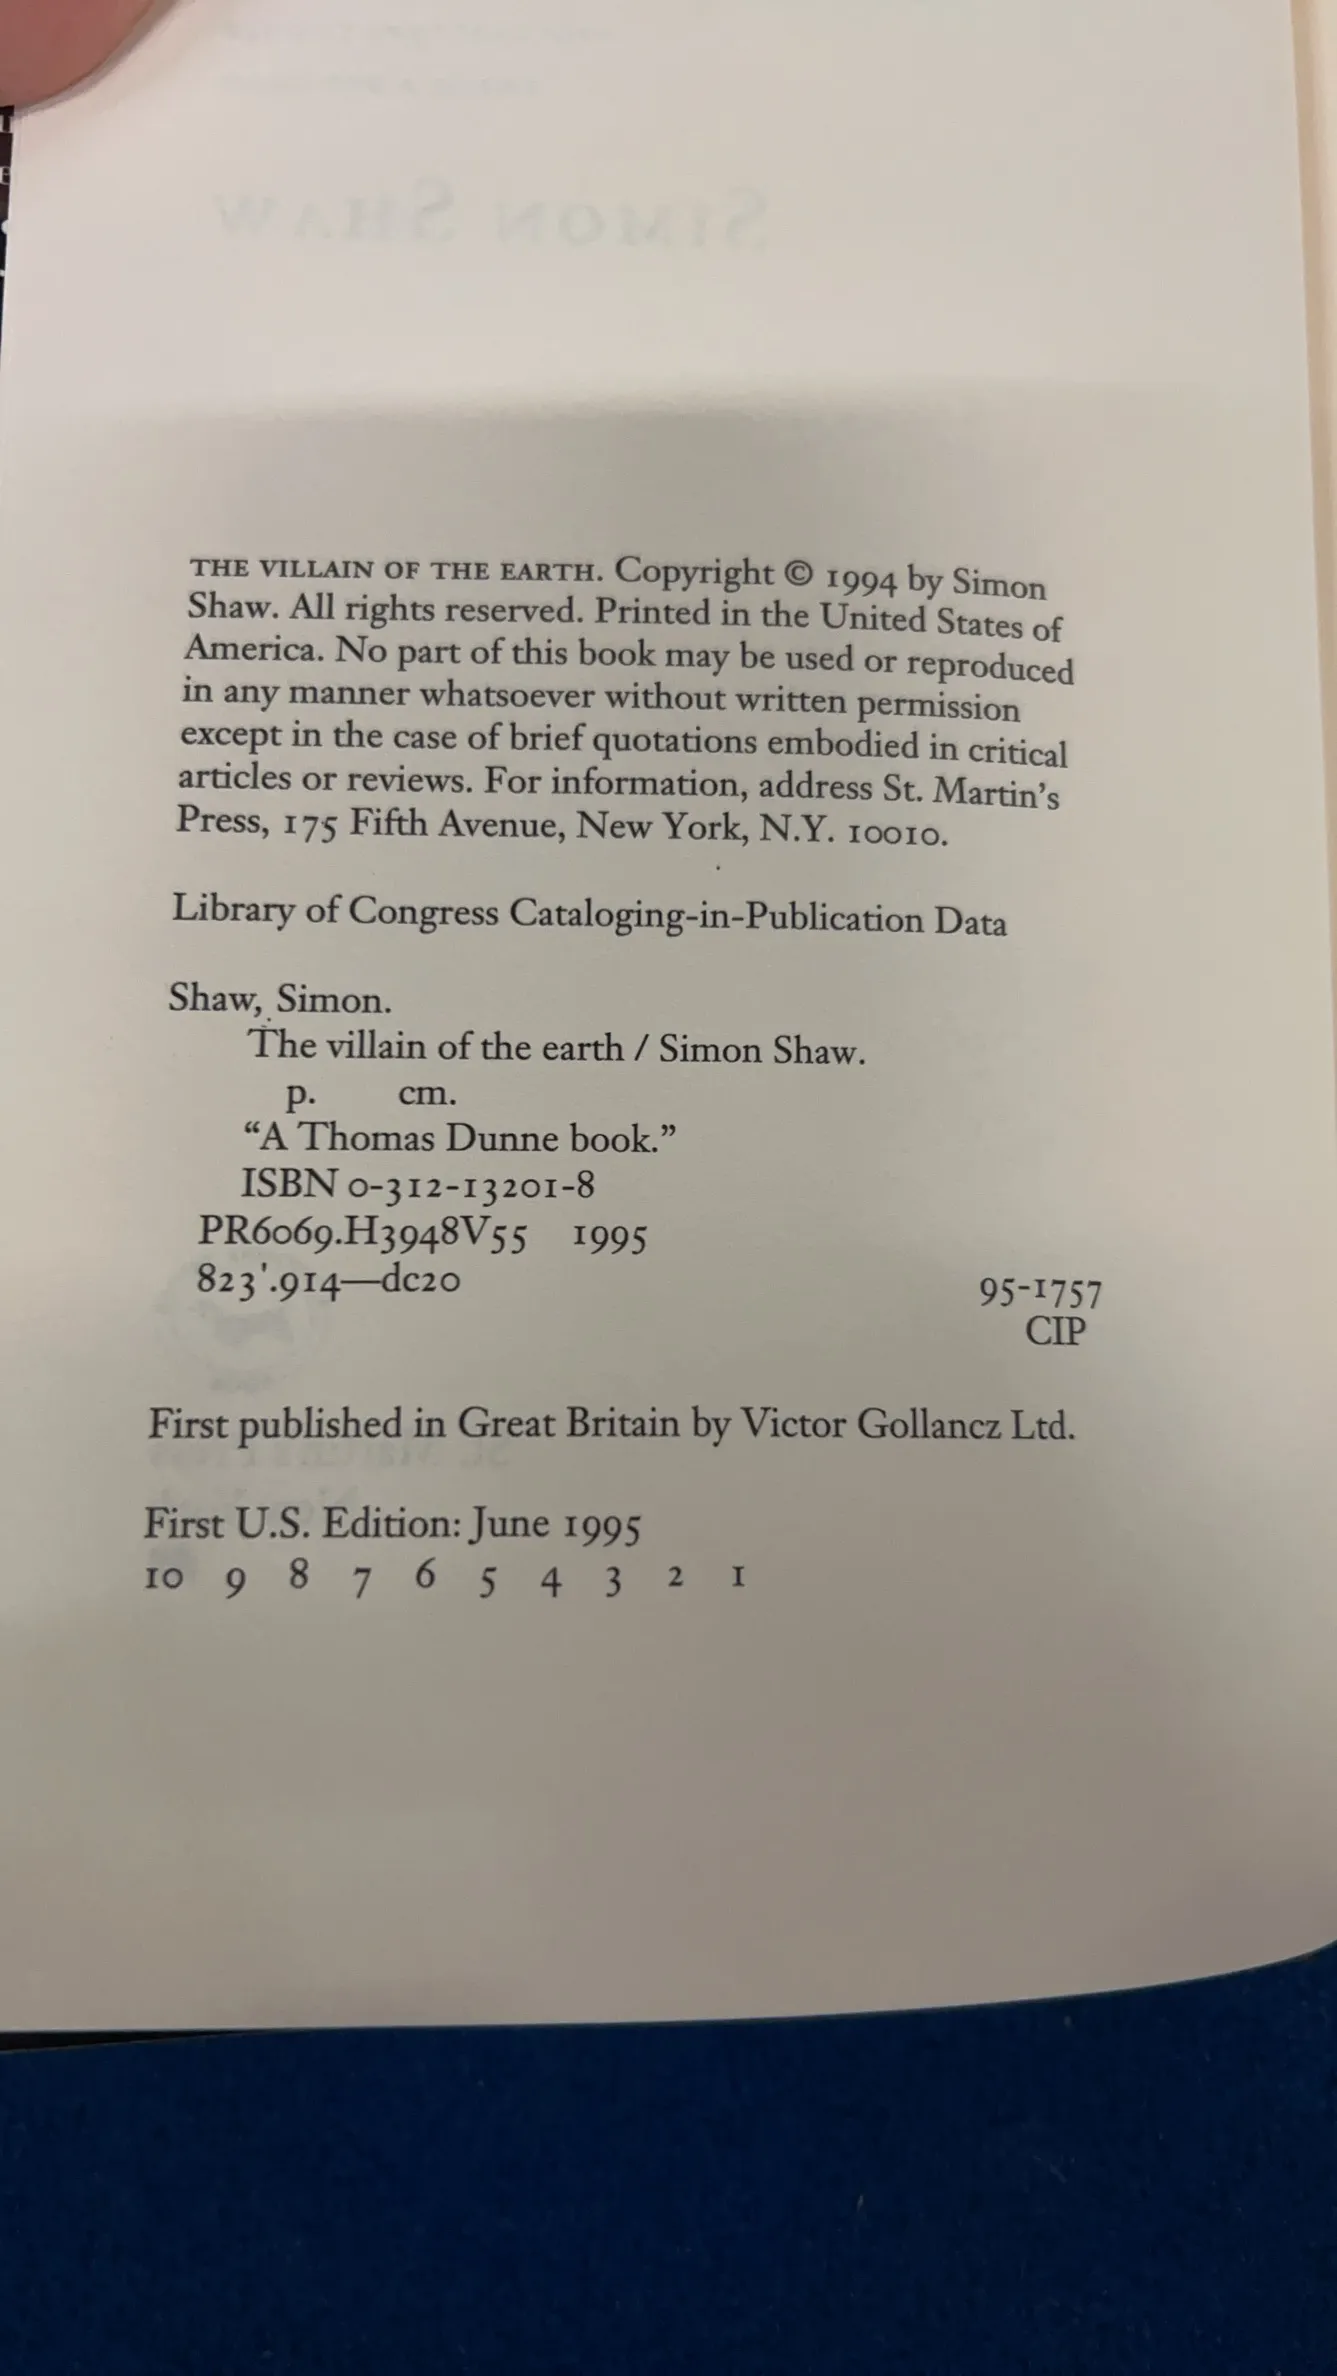 THE VILLAIN OF THE EARTH. Copyright © 1994 by Simon
Shaw. All rights reserved. Printed in the United States of
America. No part of this book may be used or reproduced
in any manner whatsoever without written permission
except in the case of brief quotations embodied in critical
articles or reviews. For information, address St. Martin's
Press, 175 Fifth Avenue, New York, N.Y. 10010.
Library of Congress Cataloging-in-Publication Data
Shaw, Simon.
The villain of the earth / Simon Shaw.
p. cm.
“A Thomas Dunne book.”
ISBN 0-312-13201-8
PR6069.H3948V55 1995
823'.914—dc20
95-1757
CIP
First published in Great Britain by Victor Gollancz Ltd.
First U.S. Edition: June 1995
10 9 8 7 6 5 4 3 2 1